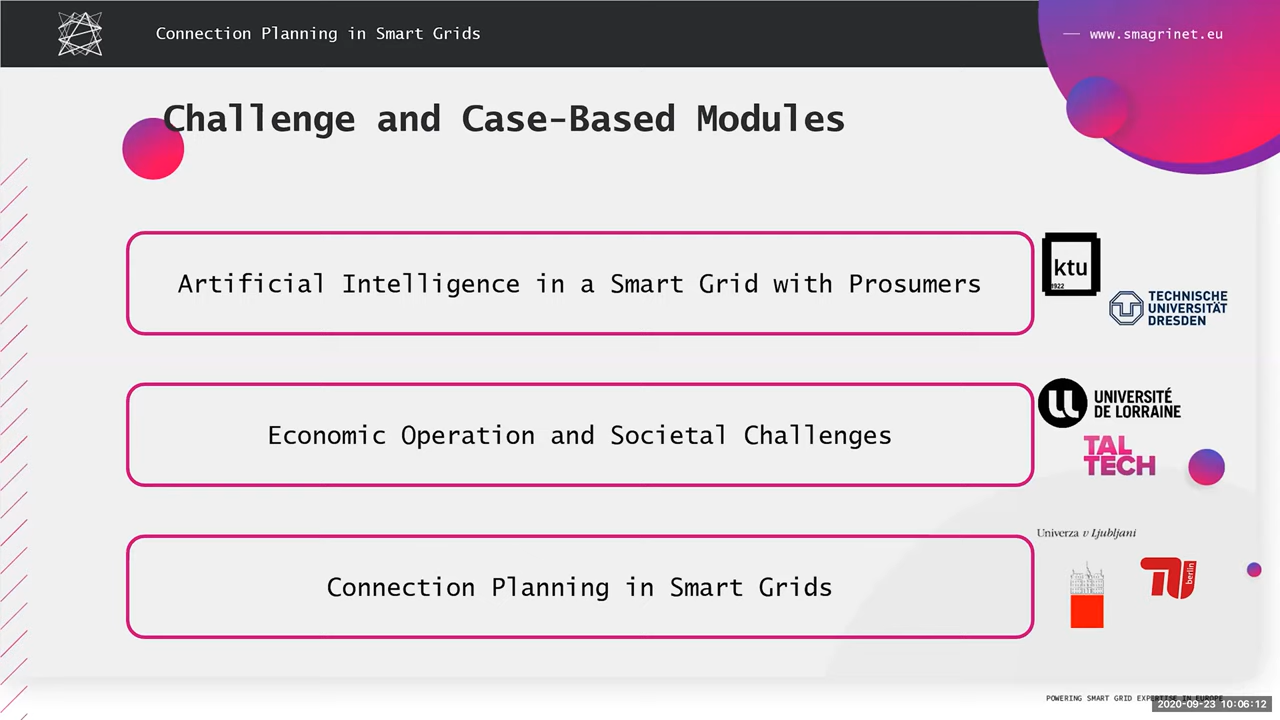 Connection Planning in Smart Grids
www.smagrinet.eu
Challenge and Case-Based Modules
Artificial Intelligence in a Smart Grid with Prosumers
ktu
1922
TECHNISCHE
UNIVERSITÄT
DRESDEN
Economic Operation and Societal Challenges
UNIVERSITÉ
DE LORRAINE
TAL
TECH
Connection Planning in Smart Grids
Univerza v Ljubljani
berlin
POWERING SMART GRID EXPERTISE IN EUROPE
2020-09-23 10:06:12